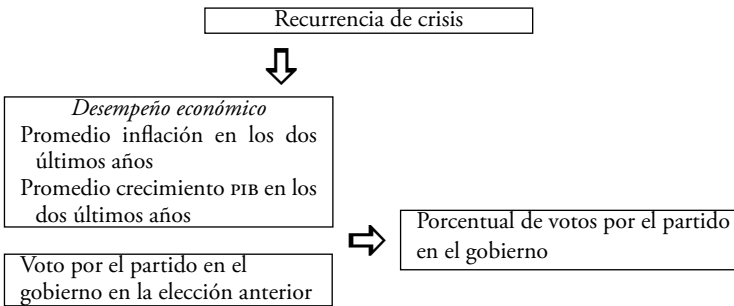 Recurrencia de crisis
Desempeño económico
Promedio inflación en los dos
últimos años
Promedio crecimiento PIB en los
dos últimos años
Voto por el partido en el
gobierno en la elección anterior
Porcentual de votos por el partido
en el gobierno